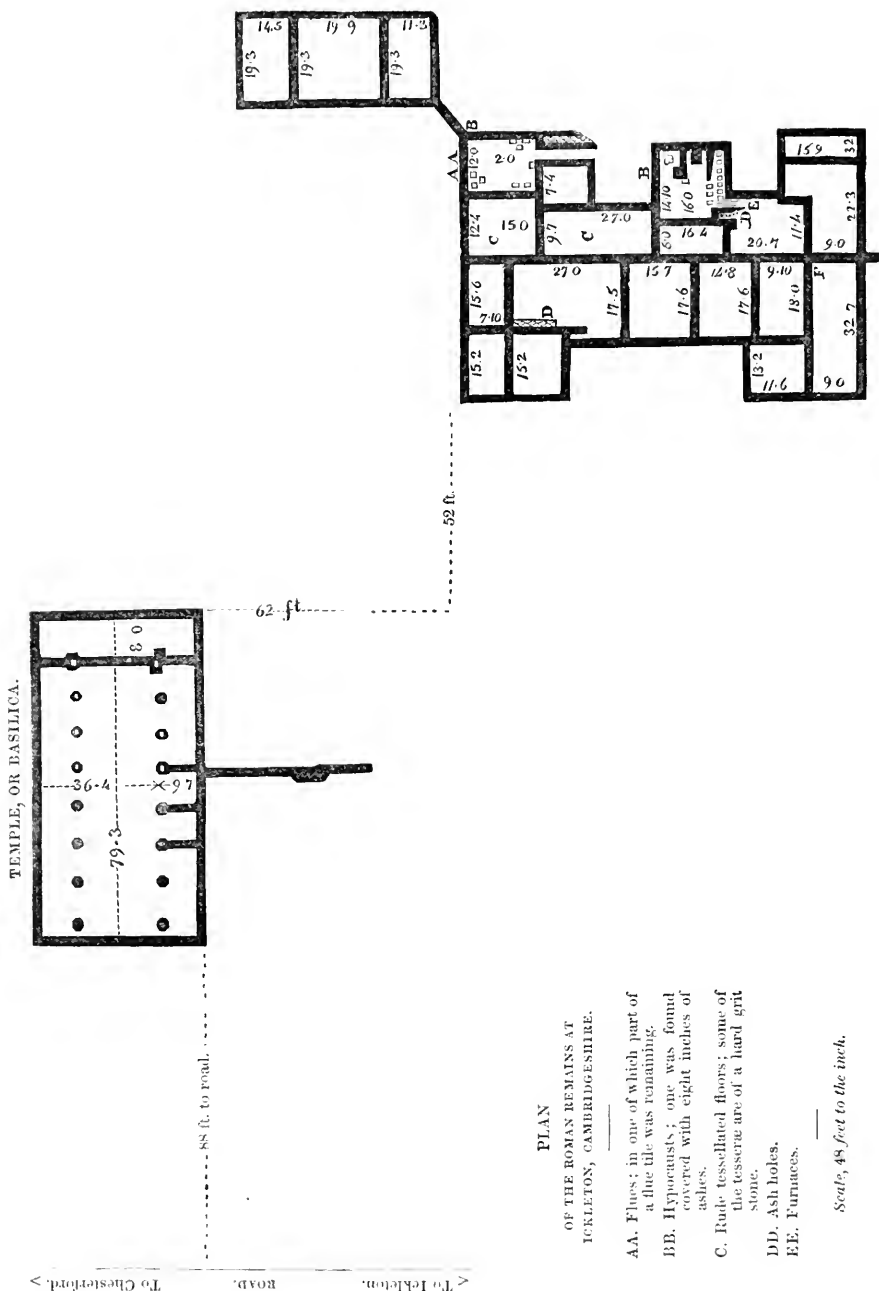 TEMPLE, OR BASILICA.
79·3
36·4
9 7
8 0
62 ft
52 ft.
88 ft. to road.
To Chesterford.
ROAD.
To Ickleton.
14.5
19·3
19 9
19·3
11·3
19·3
A A
B
12·0
2·0
12·4
15 0
C
7·4
9·7
27·0
C
B
14·10
16 0
6·0
16 4
D
E
20·7
11·4
15 9
3 2
22·3
9·0
F
15·6
7·10
15·2
15·2
27 0
17·5
D
15 7
17·6
14·8
17·6
9·10
18·0
13·2
11·6
32 7
9 0
PLAN
OF THE ROMAN REMAINS AT
ICKLETON, CAMBRIDGESHIRE.
AA. Flues; in one of which part of
a flue tile was remaining.
BB. Hypocausts; one was found
covered with eight inches of
ashes.
C. Rude tessellated floors; some of
the tesseræ are of a hard grit
stone.
DD. Ash holes.
EE. Furnaces.
Scale, 48 feet to the inch.